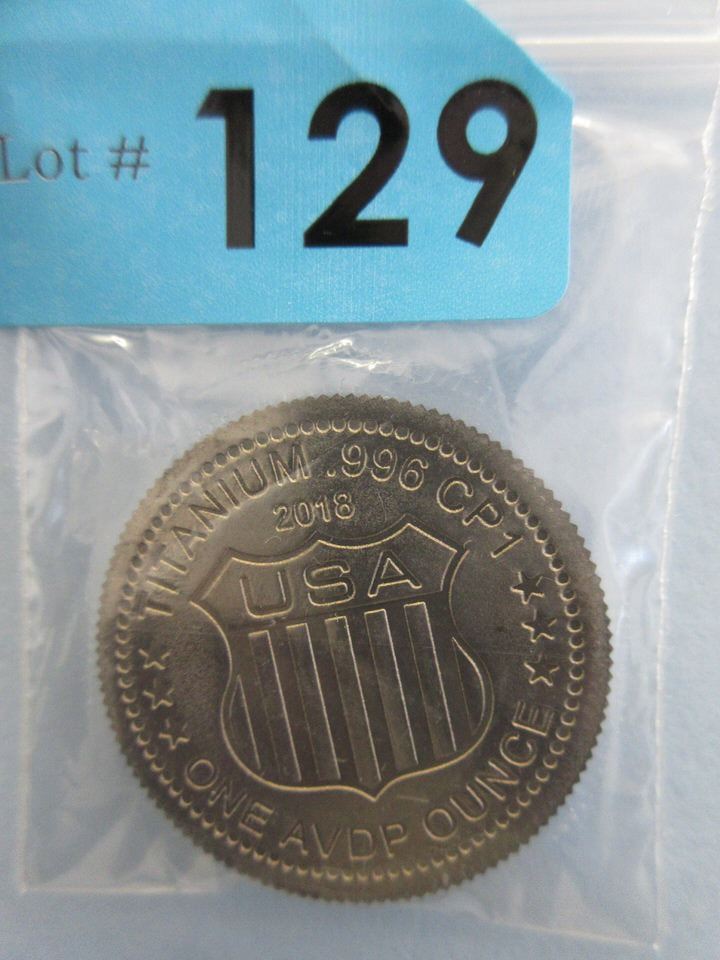 Lot # 129
TITANIUM .996 CP1
2018
USA
ONE AVDP OUNCE